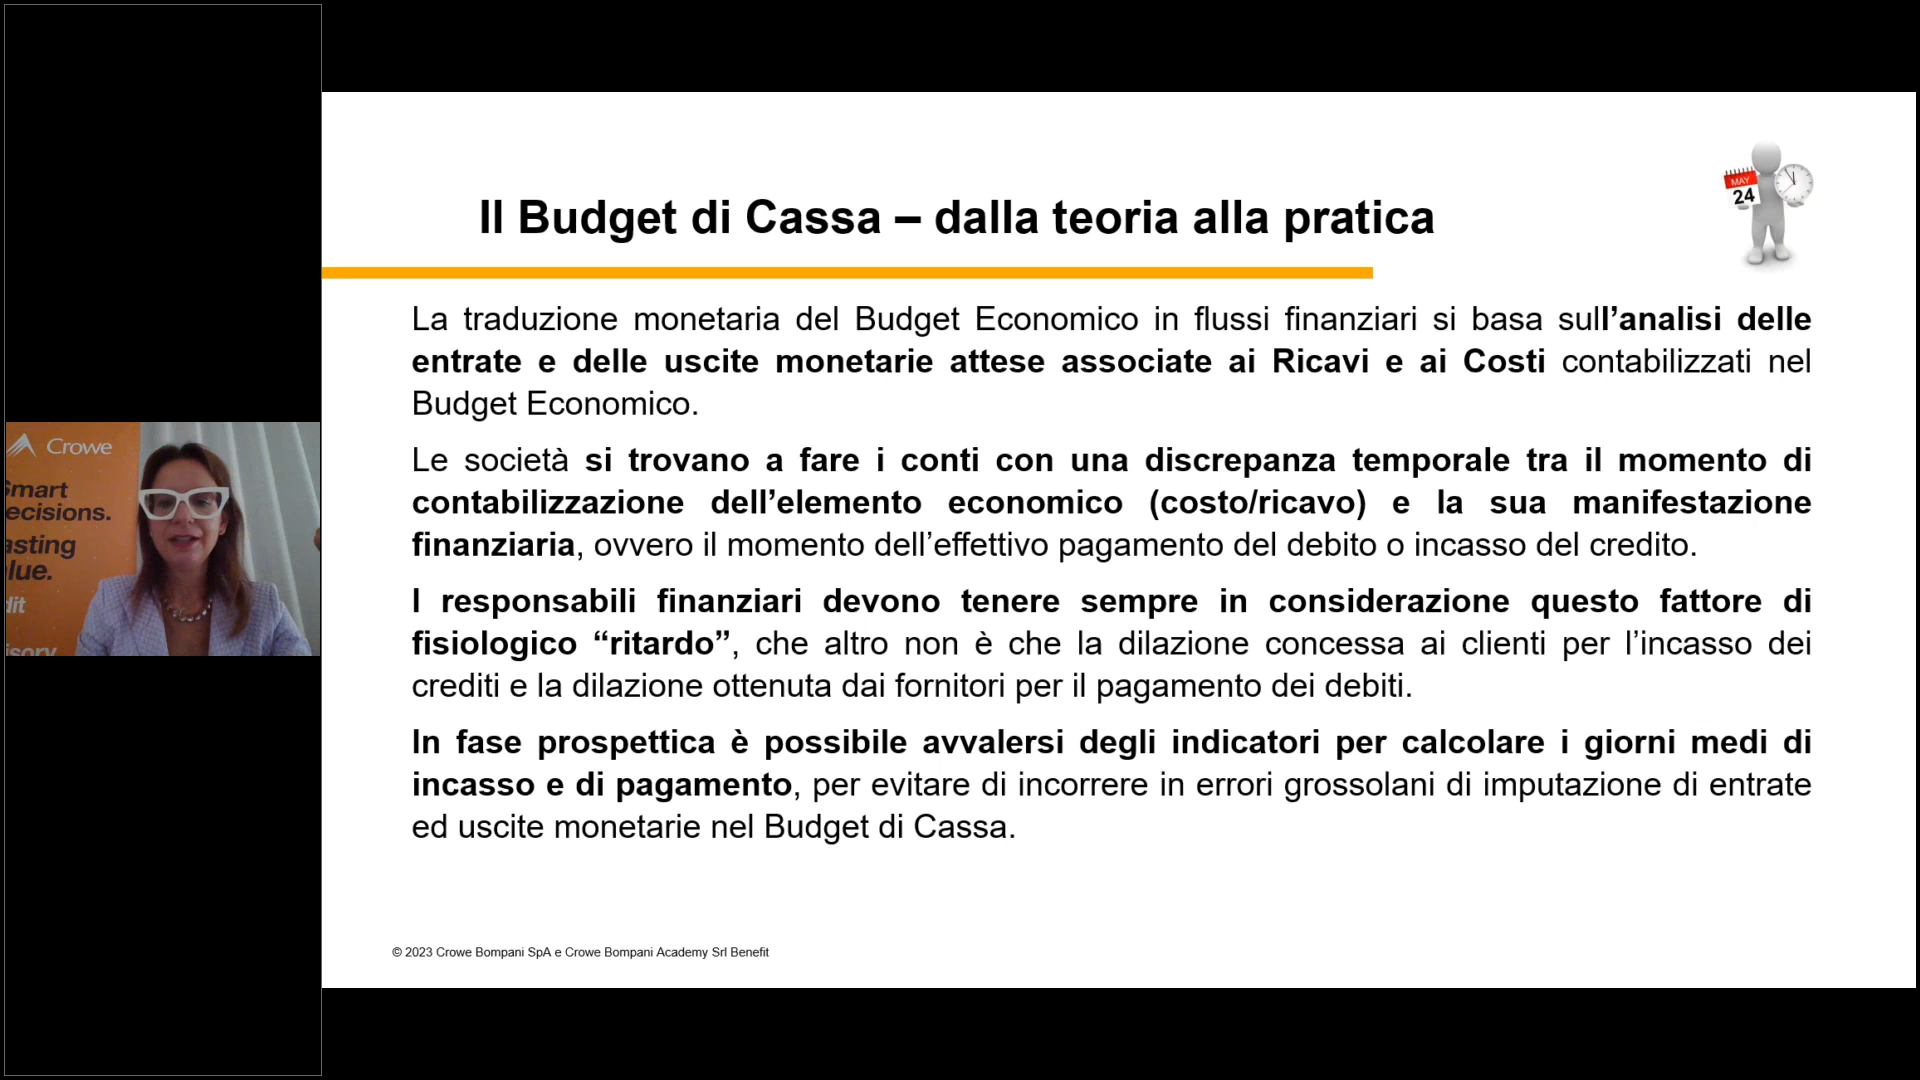 Crowe
Smart
ecisions.
asting
lue.
dit
isory
MAY
24
Il Budget di Cassa – dalla teoria alla pratica
La traduzione monetaria del Budget Economico in flussi finanziari si basa sull’analisi delle
entrate e delle uscite monetarie attese associate ai Ricavi e ai Costi contabilizzati nel
Budget Economico.
Le società si trovano a fare i conti con una discrepanza temporale tra il momento di
contabilizzazione dell’elemento economico (costo/ricavo) e la sua manifestazione
finanziaria, ovvero il momento dell’effettivo pagamento del debito o incasso del credito.
I responsabili finanziari devono tenere sempre in considerazione questo fattore di
fisiologico “ritardo”, che altro non è che la dilazione concessa ai clienti per l’incasso dei
crediti e la dilazione ottenuta dai fornitori per il pagamento dei debiti.
In fase prospettica è possibile avvalersi degli indicatori per calcolare i giorni medi di
incasso e di pagamento, per evitare di incorrere in errori grossolani di imputazione di entrate
ed uscite monetarie nel Budget di Cassa.
© 2023 Crowe Bompani SpA e Crowe Bompani Academy Srl Benefit